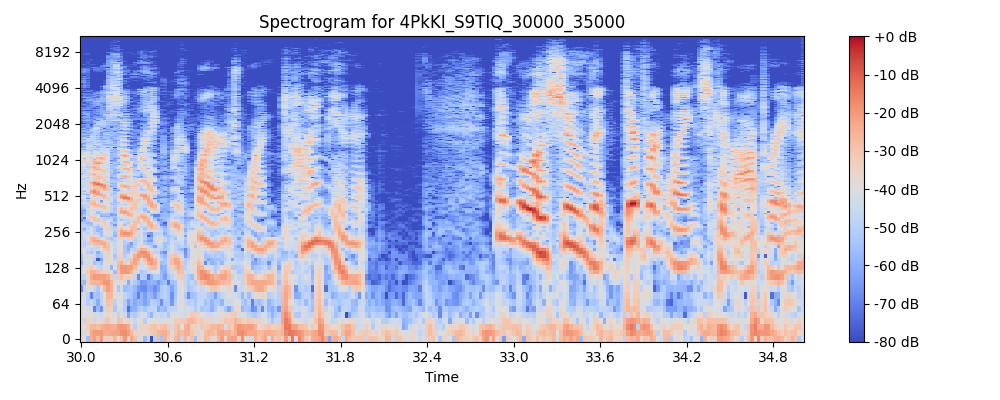 Spectrogram for 4PkKI_S9TIQ_30000_35000
Hz
8192
4096
2048
1024
512
256
128
64
0
30.0 30.6 31.2 31.8 32.4 33.0 33.6 34.2 34.8
Time
+0 dB
-10 dB
-20 dB
-30 dB
-40 dB
-50 dB
-60 dB
-70 dB
-80 dB